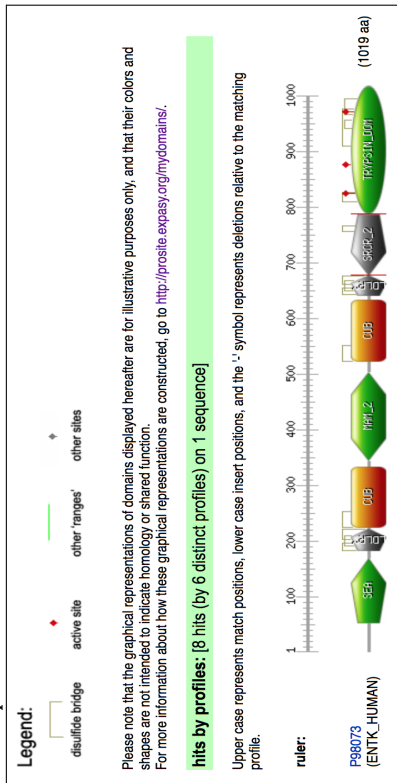 Legend:
disulfide bridge
active site
other 'ranges'
other sites
Please note that the graphical representations of domains displayed hereafter are for illustrative purposes only, and that their colors and
shapes are not intended to indicate homology or shared function.
For more information about how these graphical representations are constructed, go to http://prosite.expasy.org/mydomains/.
hits by profiles: [8 hits (by 6 distinct profiles) on 1 sequence]
Upper case represents match positions, lower case insert positions, and the '-' symbol represents deletions relative to the matching
profile.
ruler:
1 100 200 300 400 500 600 700 800 900 1000
P98073
(ENTK_HUMAN)
SEA CUB MAM_2 CUB SRCR_2 TRYPSIN_DOM
(1019 aa)